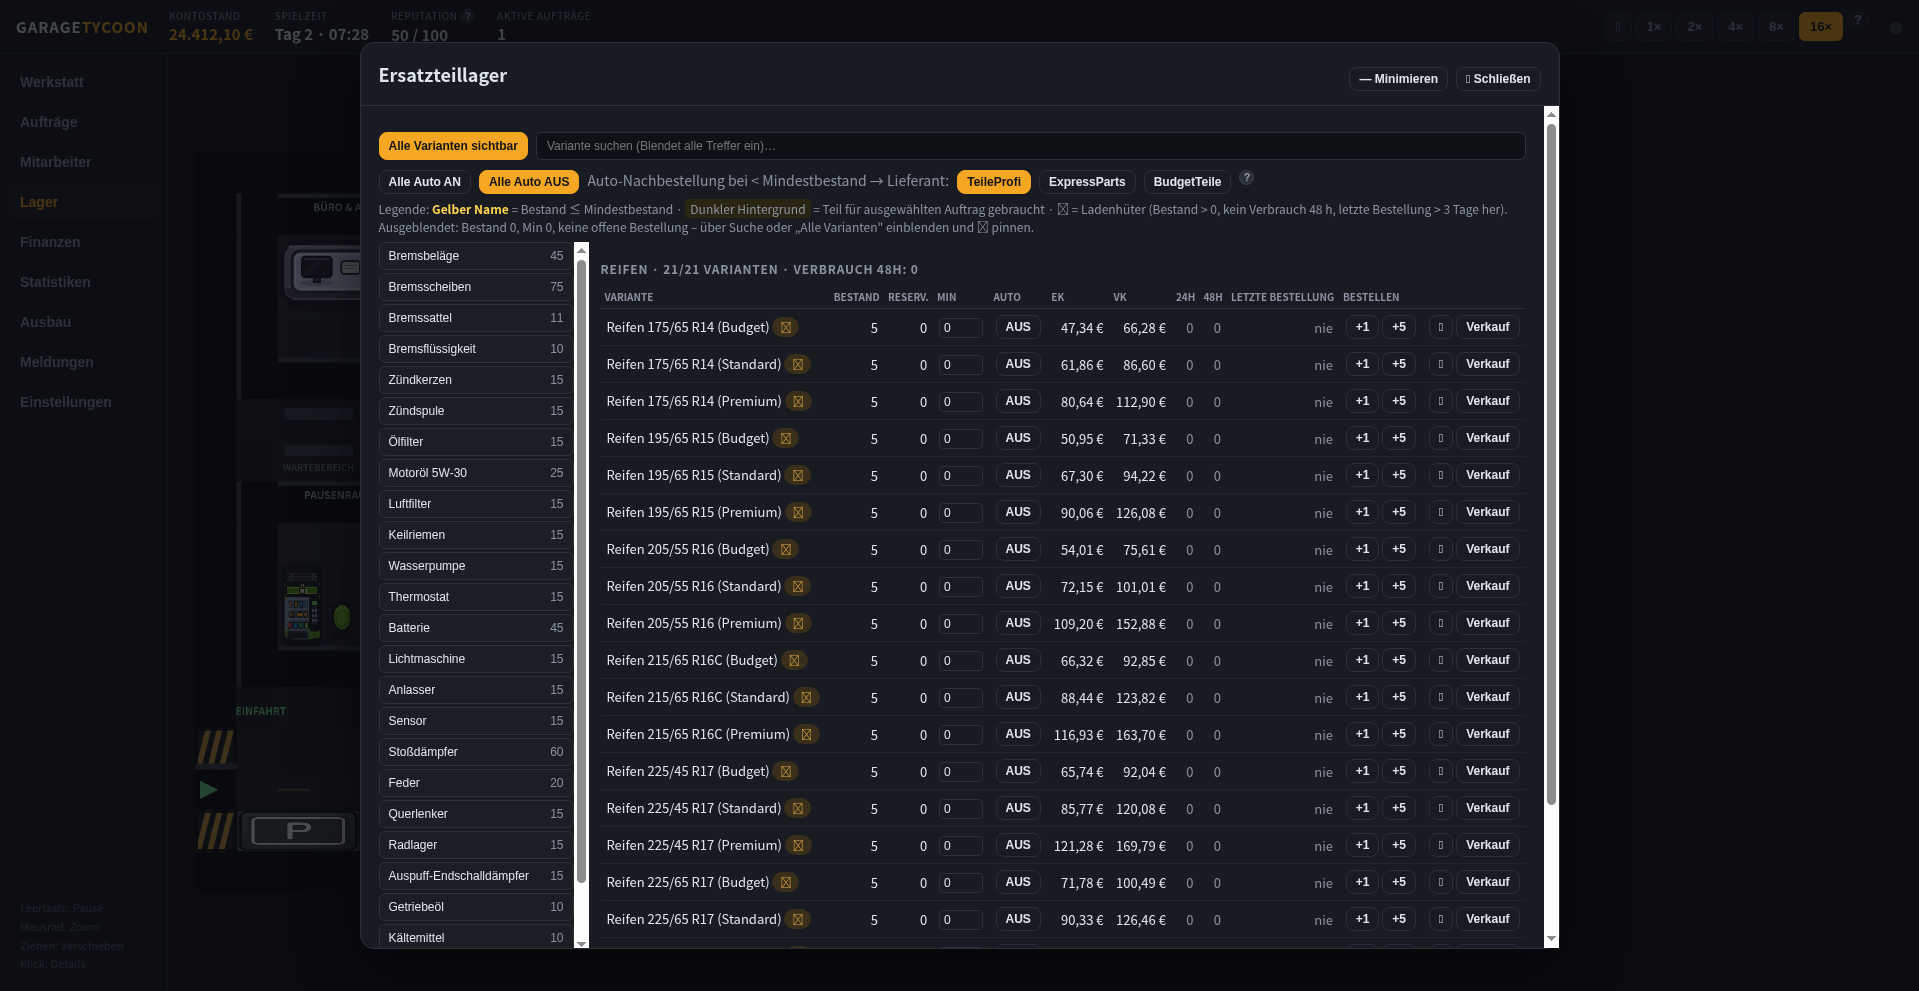 GARAGETYCOON
KONTOSTAND
24.412,10 €
SPIELZEIT
Tag 2 · 07:28
REPUTATION ?
50 / 100
AKTIVE AUFTRÄGE
1
1×
2×
4×
8×
16×
?
Werkstatt
Aufträge
Mitarbeiter
Lager
Finanzen
Statistiken
Ausbau
Meldungen
Einstellungen
Leertaste: Pause
Mausrad: Zoom
Ziehen: Verschieben
Klick: Details
BÜRO & A
WARTEBEREICH
PAUSENRAU
EINFAHRT
P
Ersatzteillager
— Minimieren
Schließen
Alle Varianten sichtbar
Variante suchen (Blendet alle Treffer ein)…
Alle Auto AN
Alle Auto AUS
Auto-Nachbestellung bei < Mindestbestand → Lieferant:
TeileProfi
ExpressParts
BudgetTeile
?
Legende: Gelber Name = Bestand ≤ Mindestbestand · Dunkler Hintergrund = Teil für ausgewählten Auftrag gebraucht · = Ladenhüter (Bestand > 0, kein Verbrauch 48 h, letzte Bestellung > 3 Tage her).
Ausgeblendet: Bestand 0, Min 0, keine offene Bestellung – über Suche oder „Alle Varianten" einblenden und pinnen.
Bremsbeläge 45
Bremsscheiben 75
Bremssattel 11
Bremsflüssigkeit 10
Zündkerzen 15
Zündspule 15
Ölfilter 15
Motoröl 5W-30 25
Luftfilter 15
Keilriemen 15
Wasserpumpe 15
Thermostat 15
Batterie 45
Lichtmaschine 15
Anlasser 15
Sensor 15
Stoßdämpfer 60
Feder 20
Querlenker 15
Radlager 15
Auspuff-Endschalldämpfer 15
Getriebeöl 10
Kältemittel 10
REIFEN · 21/21 VARIANTEN · VERBRAUCH 48H: 0
VARIANTE BESTAND RESERV. MIN AUTO EK VK 24H 48H LETZTE BESTELLUNG BESTELLEN
Reifen 175/65 R14 (Budget) 5 0 0 AUS 47,34 € 66,28 € 0 0 nie +1 +5 Verkauf
Reifen 175/65 R14 (Standard) 5 0 0 AUS 61,86 € 86,60 € 0 0 nie +1 +5 Verkauf
Reifen 175/65 R14 (Premium) 5 0 0 AUS 80,64 € 112,90 € 0 0 nie +1 +5 Verkauf
Reifen 195/65 R15 (Budget) 5 0 0 AUS 50,95 € 71,33 € 0 0 nie +1 +5 Verkauf
Reifen 195/65 R15 (Standard) 5 0 0 AUS 67,30 € 94,22 € 0 0 nie +1 +5 Verkauf
Reifen 195/65 R15 (Premium) 5 0 0 AUS 90,06 € 126,08 € 0 0 nie +1 +5 Verkauf
Reifen 205/55 R16 (Budget) 5 0 0 AUS 54,01 € 75,61 € 0 0 nie +1 +5 Verkauf
Reifen 205/55 R16 (Standard) 5 0 0 AUS 72,15 € 101,01 € 0 0 nie +1 +5 Verkauf
Reifen 205/55 R16 (Premium) 5 0 0 AUS 109,20 € 152,88 € 0 0 nie +1 +5 Verkauf
Reifen 215/65 R16C (Budget) 5 0 0 AUS 66,32 € 92,85 € 0 0 nie +1 +5 Verkauf
Reifen 215/65 R16C (Standard) 5 0 0 AUS 88,44 € 123,82 € 0 0 nie +1 +5 Verkauf
Reifen 215/65 R16C (Premium) 5 0 0 AUS 116,93 € 163,70 € 0 0 nie +1 +5 Verkauf
Reifen 225/45 R17 (Budget) 5 0 0 AUS 65,74 € 92,04 € 0 0 nie +1 +5 Verkauf
Reifen 225/45 R17 (Standard) 5 0 0 AUS 85,77 € 120,08 € 0 0 nie +1 +5 Verkauf
Reifen 225/45 R17 (Premium) 5 0 0 AUS 121,28 € 169,79 € 0 0 nie +1 +5 Verkauf
Reifen 225/65 R17 (Budget) 5 0 0 AUS 71,78 € 100,49 € 0 0 nie +1 +5 Verkauf
Reifen 225/65 R17 (Standard) 5 0 0 AUS 90,33 € 126,46 € 0 0 nie +1 +5 Verkauf